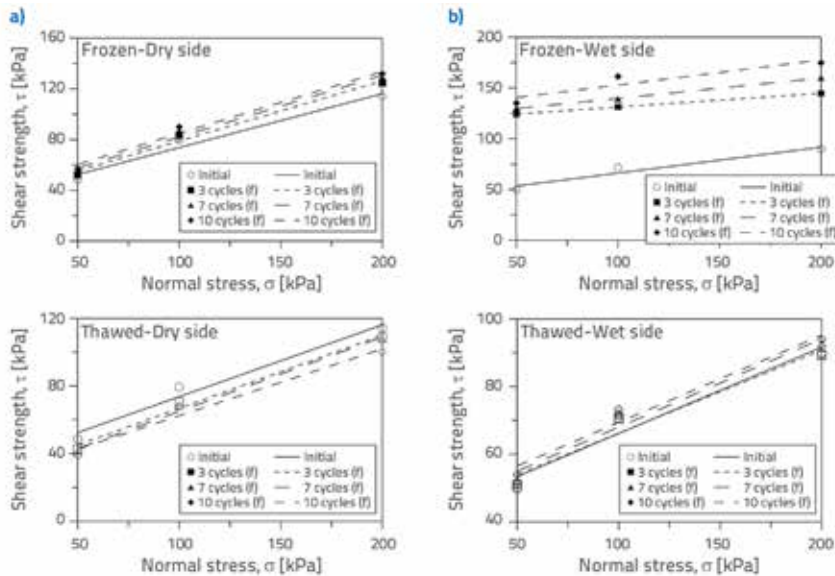 a)
Frozen-Dry side
Shear strength, τ [kPa]
160
120
80
40
0
50 100 150 200
Normal stress, σ [kPa]
Initial Initial
3 cycles (f) 3 cycles (f)
7 cycles (f) 7 cycles (f)
10 cycles (f) 10 cycles (f)
b)
Frozen-Wet side
Shear strength, τ [kPa]
200
175
150
100
50
0
50 100 150 200
Normal stress, σ [kPa]
Initial Initial
3 cycles (f) 3 cycles (f)
7 cycles (f) 7 cycles (f)
10 cycles (f) 10 cycles (f)
Thawed-Dry side
Shear strength, τ [kPa]
120
80
40
0
50 100 150 200
Normal stress, σ [kPa]
Initial Initial
3 cycles (f) 3 cycles (f)
7 cycles (f) 7 cycles (f)
10 cycles (f) 10 cycles (f)
Thawed-Wet side
Shear strength, τ [kPa]
100
80
60
40
50 100 150 200
Normal stress, σ [kPa]
Initial Initial
3 cycles (f) 3 cycles (f)
7 cycles (f) 7 cycles (f)
10 cycles (f) 10 cycles (f)